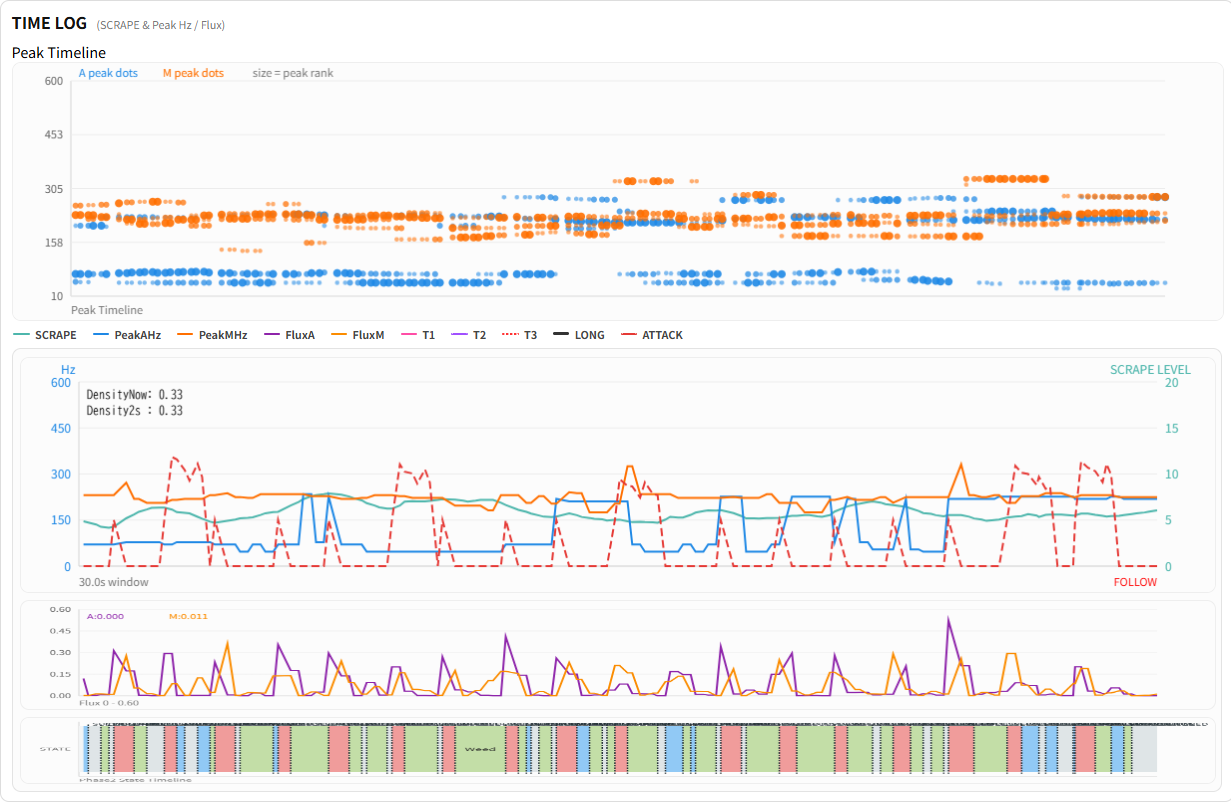 TIME LOG (SCRAPE & Peak Hz / Flux)
Peak Timeline
A peak dots M peak dots size = peak rank
600
453
305
158
10
Peak Timeline
SCRAPE PeakAHz PeakMHz FluxA FluxM T1 T2 T3 LONG ATTACK
Hz SCRAPE LEVEL
600 20
DensityNow: 0.33
Density2s : 0.33
450 15
300 10
150 5
0 0
30.0s window FOLLOW
0.60
A:0.000 M:0.011
0.45
0.30
0.15
0.00
Flux 0 - 0.60
STATE Weed
Phase2 State Timeline